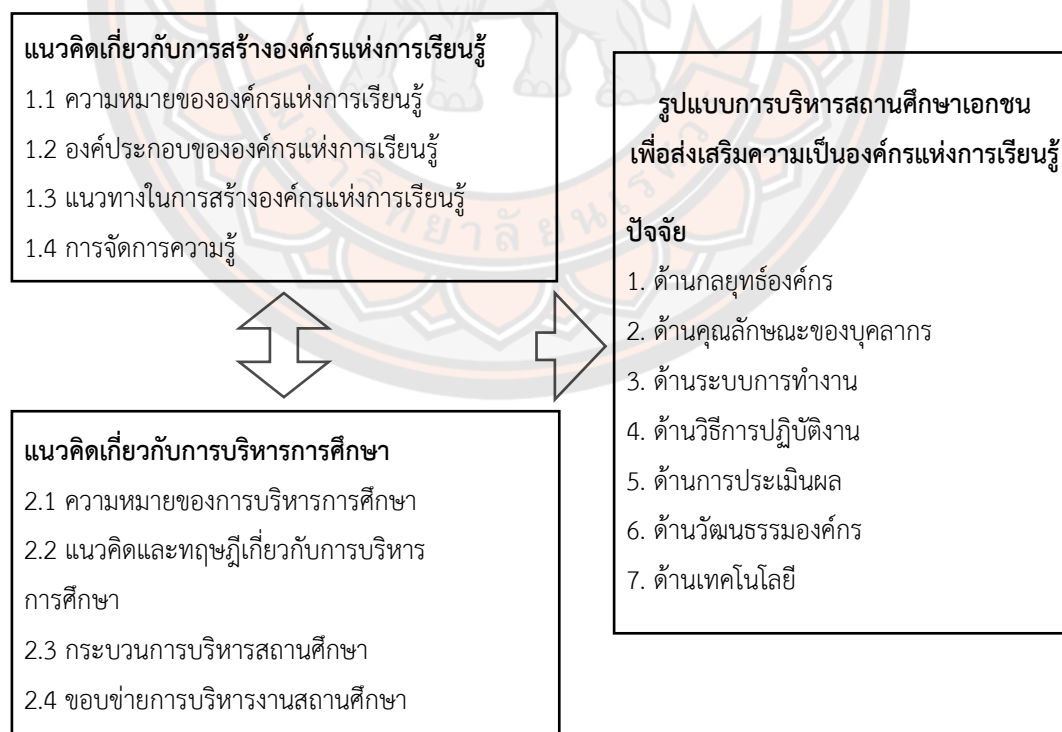 แนวคิดเกี่ยวกับการสร้างองค์กรแห่งการเรียนรู้
1.1 ความหมายขององค์กรแห่งการเรียนรู้
1.2 องค์ประกอบขององค์กรแห่งการเรียนรู้
1.3 แนวทางในการสร้างองค์กรแห่งการเรียนรู้
1.4 การจัดการความรู้
แนวคิดเกี่ยวกับการบริหารการศึกษา
2.1 ความหมายของการบริหารการศึกษา
2.2 แนวคิดและทฤษฎีเกี่ยวกับการบริหาร
การศึกษา
2.3 กระบวนการบริหารสถานศึกษา
2.4 ขอบข่ายการบริหารงานสถานศึกษา
รูปแบบการบริหารสถานศึกษาเอกชน
เพื่อส่งเสริมความเป็นองค์กรแห่งการเรียนรู้
ปัจจัย
1. ด้านกลยุทธ์องค์กร
2. ด้านคุณลักษณะของบุคลากร
3. ด้านระบบการทำงาน
4. ด้านวิธีการปฏิบัติงาน
5. ด้านการประเมินผล
6. ด้านวัฒนธรรมองค์กร
7. ด้านเทคโนโลยี
มหาวิทยาลัยนเรศวร